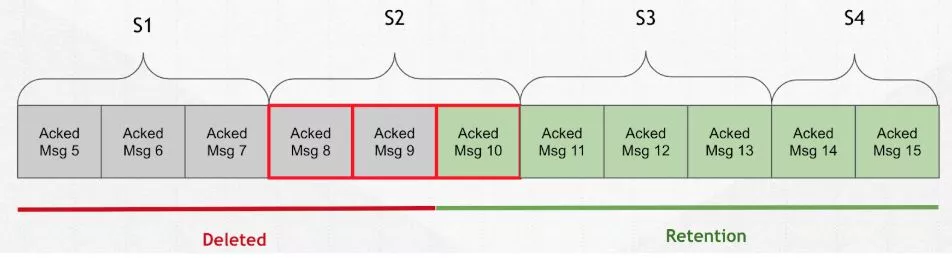 S1 S2 S3 S4
Acked Acked Acked Acked Acked Acked Acked Acked Acked Acked Acked
Msg 5 Msg 6 Msg 7 Msg 8 Msg 9 Msg 10 Msg 11 Msg 12 Msg 13 Msg 14 Msg 15
Deleted Retention